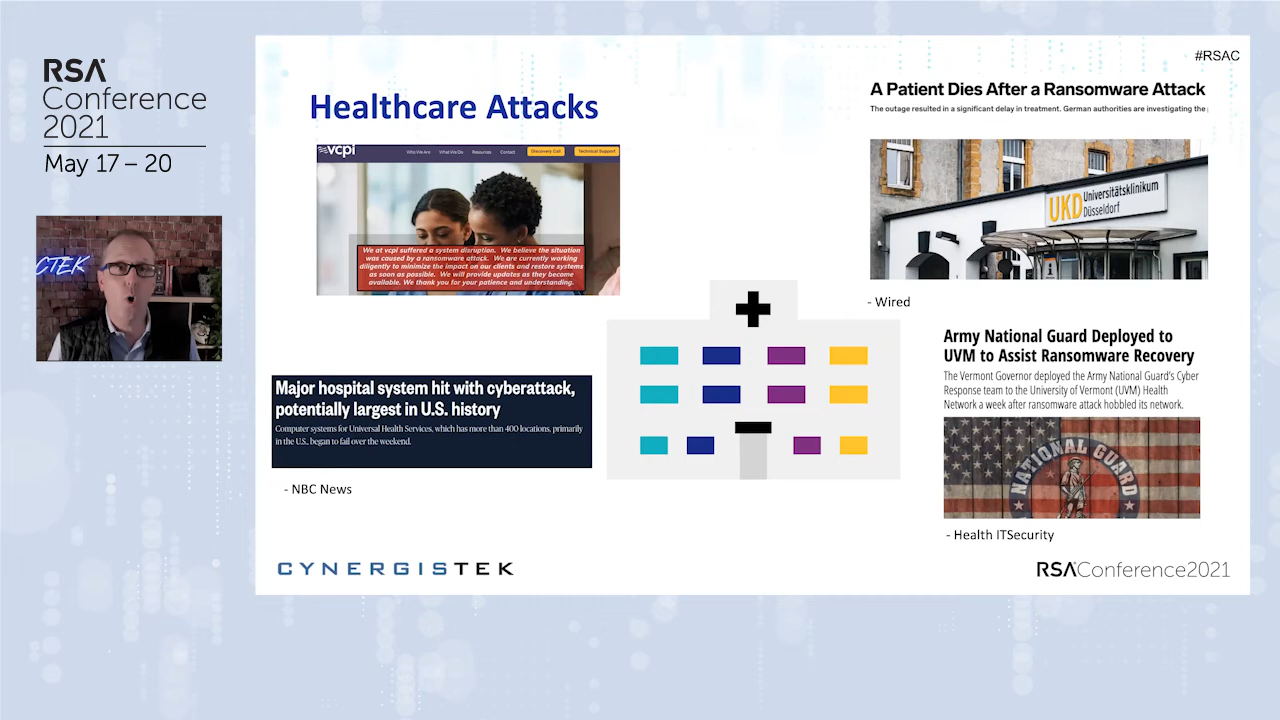 RSA
Conference
2021
May 17 – 20
CTEK
#RSAC
Healthcare Attacks
vcpi
Who We Are What We Do Resources Contact Discovery Call Technical Support
We at vcpi suffered a system disruption. We believe the situation
was caused by a ransomware attack. We are currently working
diligently to minimize the impact on our clients and restore systems
as soon as possible. We will provide updates as they become
available. We thank you for your patience and understanding.
A Patient Dies After a Ransomware Attack
The outage resulted in a significant delay in treatment. German authorities are investigating the
UKD Universitätsklinikum
Düsseldorf
- Wired
Major hospital system hit with cyberattack,
potentially largest in U.S. history
Computer systems for Universal Health Services, which has more than 400 locations, primarily
in the U.S., began to fail over the weekend.
- NBC News
Army National Guard Deployed to
UVM to Assist Ransomware Recovery
The Vermont Governor deployed the Army National Guard's Cyber
Response team to the University of Vermont (UVM) Health
Network a week after ransomware attack hobbled its network.
NATIONAL GUARD
- Health ITSecurity
CYNERGISTEK
RSAConference2021